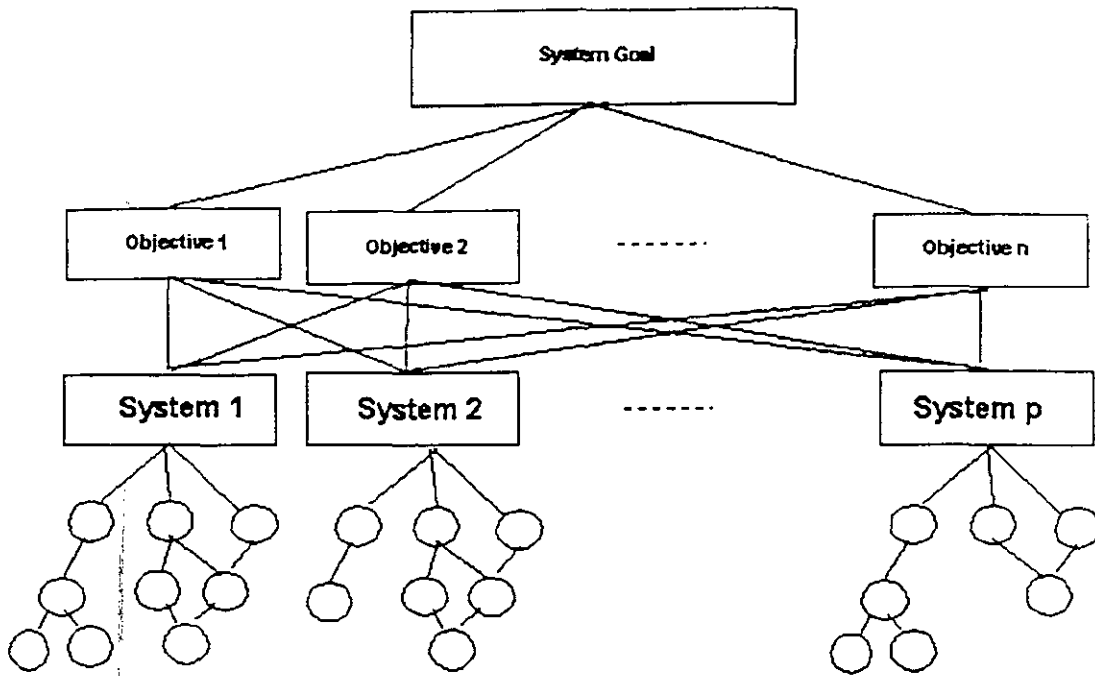 System Goal
Objective 1
Objective 2
Objective n
System 1
System 2
System p